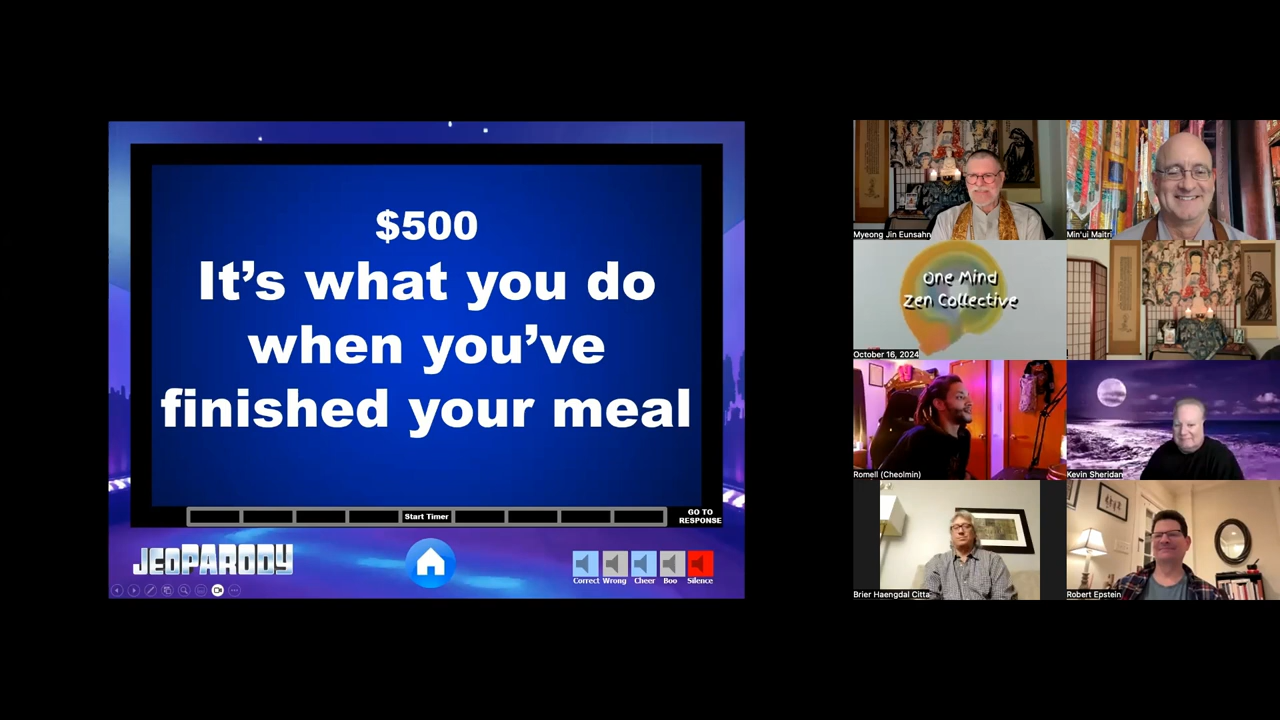 $500
It's what you do
when you've
finished your meal
Start Timer
GO TO
RESPONSE
JEOPARODY
Correct
Wrong
Cheer
Boo
Silence
Myeong Jin Eunsahn
Min'ui Maitri
One Mind
Zen Collective
October 16, 2024
Romell (Cheolmin)
Kevin Sheridan
Brier Haengdal Citta
Robert Epstein